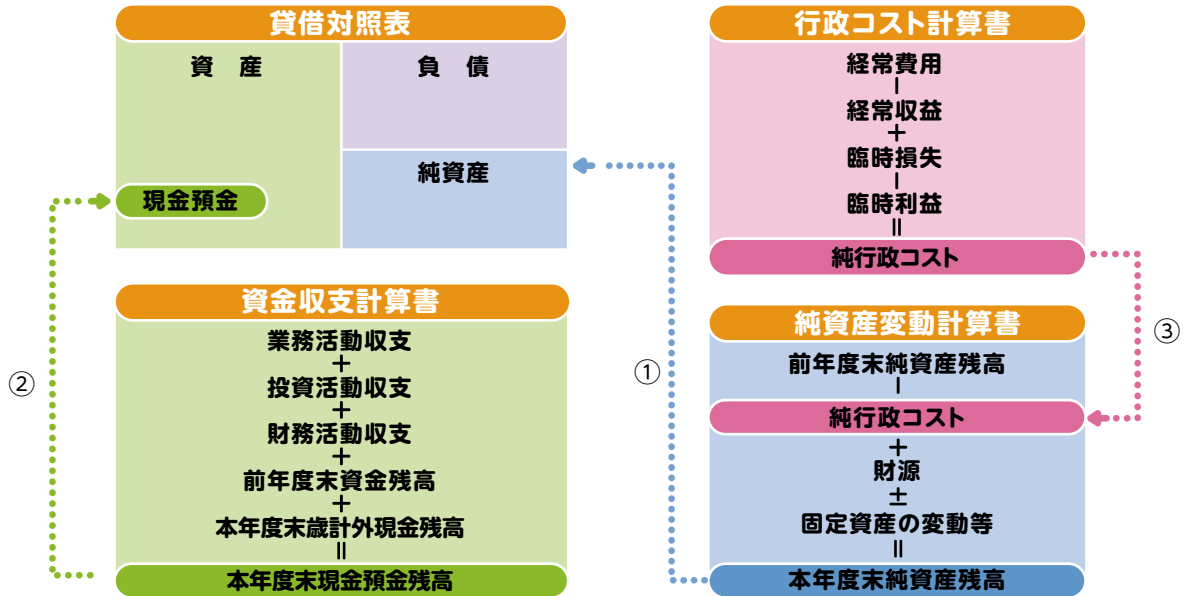 貸借対照表
資　産
負　債
純資産
現金預金
資金収支計算書
業務活動収支
+
投資活動収支
+
財務活動収支
+
前年度末資金残高
+
本年度末歳計外現金残高
=
本年度末現金預金残高
②
①
行政コスト計算書
経常費用
-
経常収益
+
臨時損失
-
臨時利益
=
純行政コスト
純資産変動計算書
前年度末純資産残高
-
純行政コスト
+
財源
±
固定資産の変動等
=
本年度末純資産残高
③